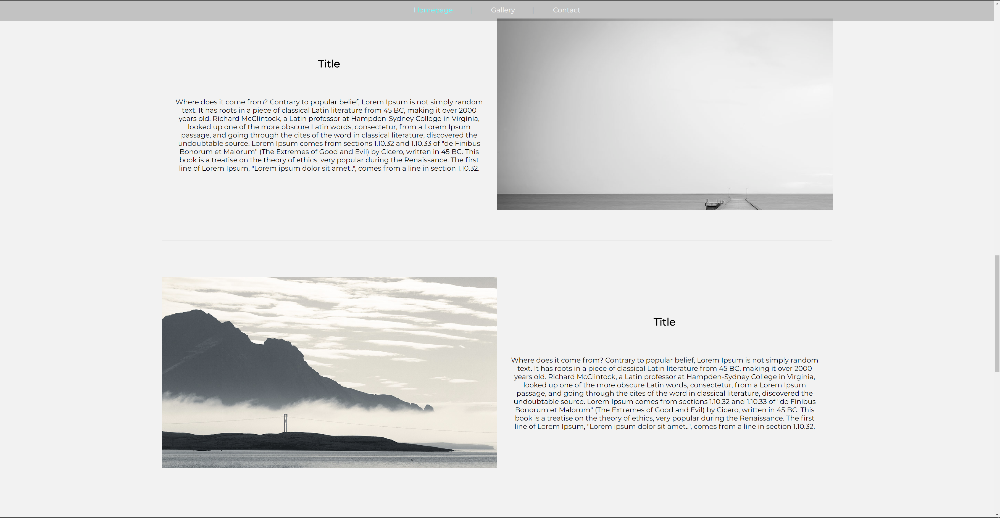 Homepage | Gallery | Contact
Title
Where does it come from? Contrary to popular belief, Lorem Ipsum is not simply random
text. It has roots in a piece of classical Latin literature from 45 BC, making it over 2000
years old. Richard McClintock, a Latin professor at Hampden-Sydney College in Virginia,
looked up one of the more obscure Latin words, consectetur, from a Lorem Ipsum
passage, and going through the cites of the word in classical literature, discovered the
undoubtable source. Lorem Ipsum comes from sections 1.10.32 and 1.10.33 of "de Finibus
Bonorum et Malorum" (The Extremes of Good and Evil) by Cicero, written in 45 BC. This
book is a treatise on the theory of ethics, very popular during the Renaissance. The first
line of Lorem Ipsum, "Lorem ipsum dolor sit amet..", comes from a line in section 1.10.32.
Title
Where does it come from? Contrary to popular belief, Lorem Ipsum is not simply random
text. It has roots in a piece of classical Latin literature from 45 BC, making it over 2000
years old. Richard McClintock, a Latin professor at Hampden-Sydney College in Virginia,
looked up one of the more obscure Latin words, consectetur, from a Lorem Ipsum
passage, and going through the cites of the word in classical literature, discovered the
undoubtable source. Lorem Ipsum comes from sections 1.10.32 and 1.10.33 of "de Finibus
Bonorum et Malorum" (The Extremes of Good and Evil) by Cicero, written in 45 BC. This
book is a treatise on the theory of ethics, very popular during the Renaissance. The first
line of Lorem Ipsum, "Lorem ipsum dolor sit amet..", comes from a line in section 1.10.32.